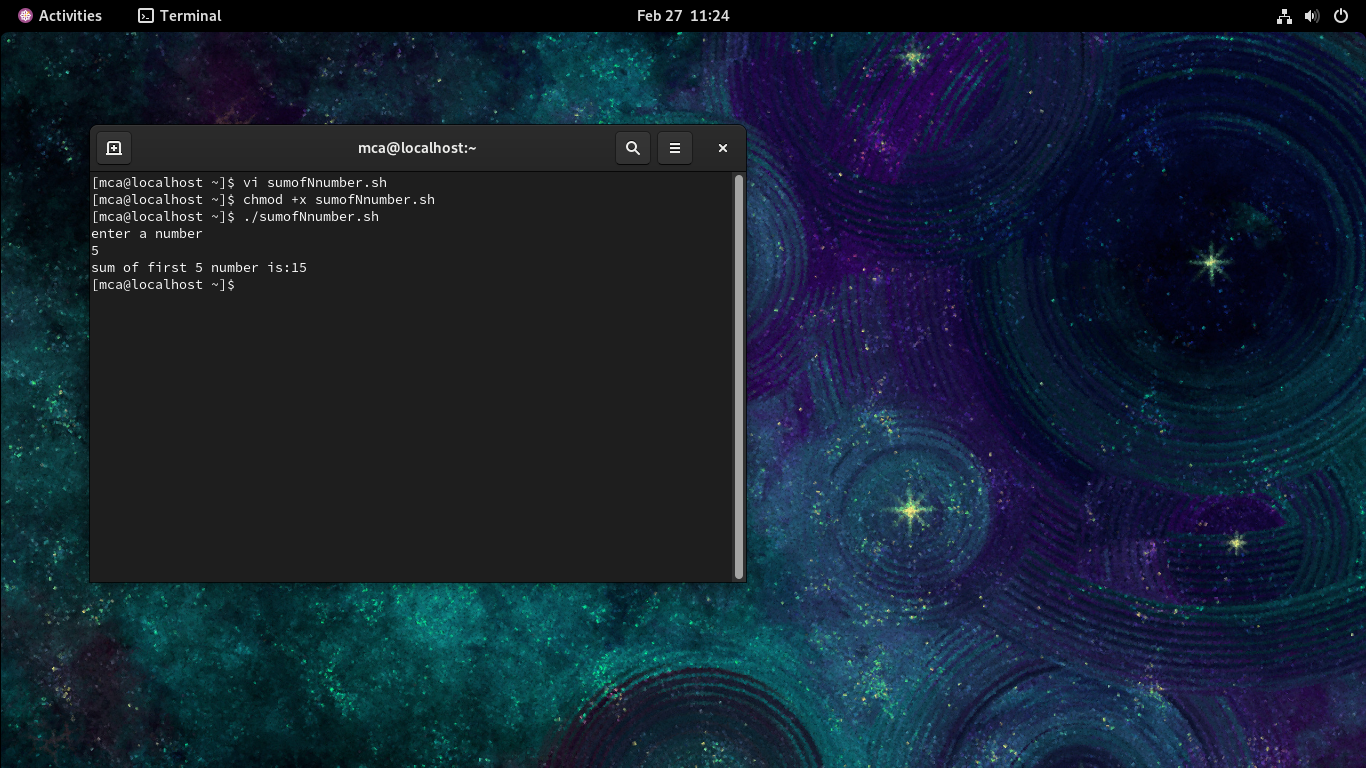 Activities Terminal Feb 27 11:24
mca@localhost:~
[mca@localhost ~]$ vi sumofNnumber.sh
[mca@localhost ~]$ chmod +x sumofNnumber.sh
[mca@localhost ~]$ ./sumofNnumber.sh
enter a number
5
sum of first 5 number is:15
[mca@localhost ~]$